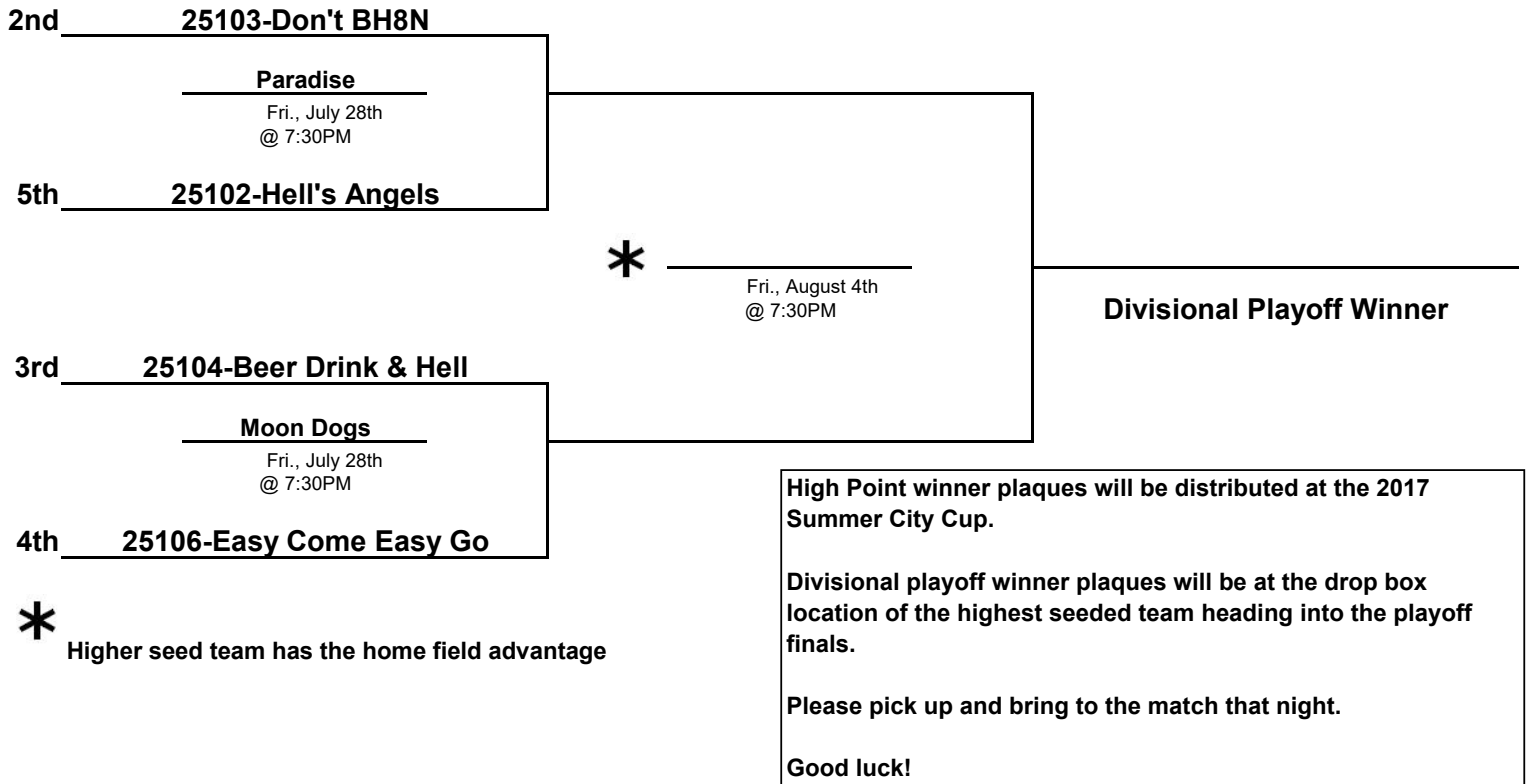 2nd 25103-Don't BH8N
Paradise
Fri., July 28th
@ 7:30PM
5th 25102-Hell's Angels
*
Fri., August 4th
@ 7:30PM
Divisional Playoff Winner
3rd 25104-Beer Drink & Hell
Moon Dogs
Fri., July 28th
@ 7:30PM
4th 25106-Easy Come Easy Go
*
Higher seed team has the home field advantage
High Point winner plaques will be distributed at the 2017
Summer City Cup.
Divisional playoff winner plaques will be at the drop box
location of the highest seeded team heading into the playoff
finals.
Please pick up and bring to the match that night.
Good luck!